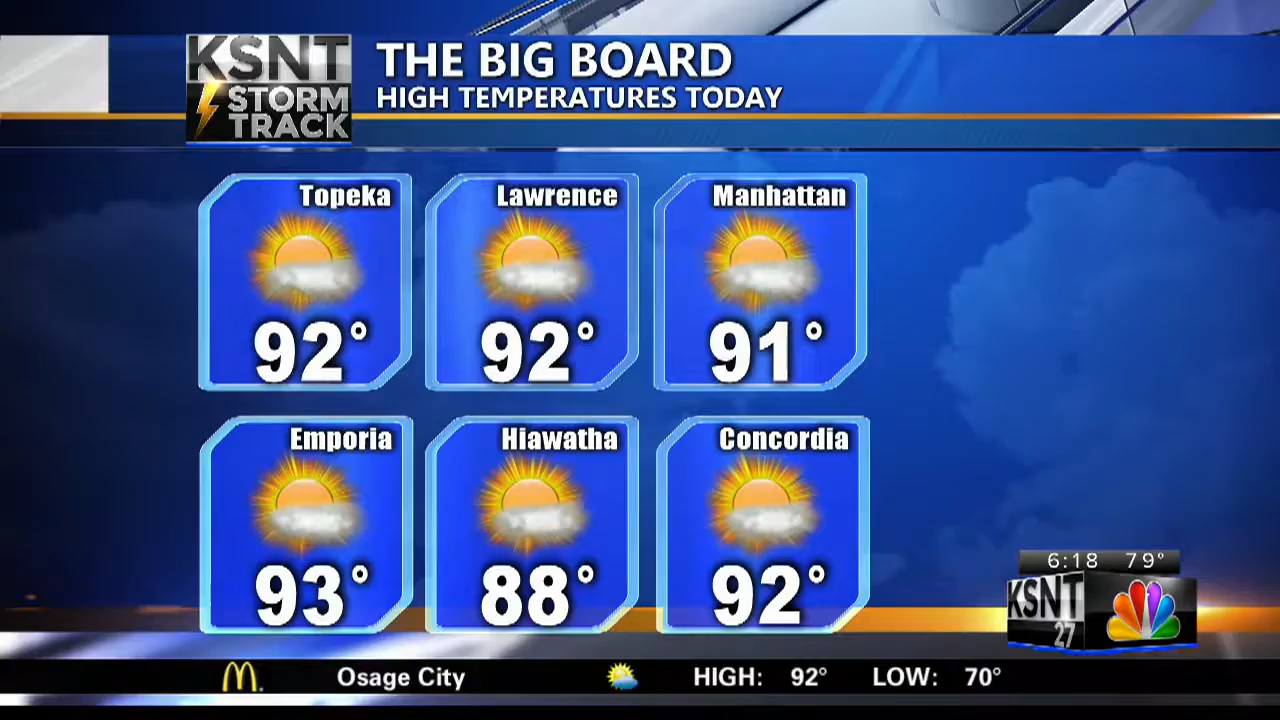 KSNT
STORM
TRACK
THE BIG BOARD
HIGH TEMPERATURES TODAY
Topeka
92°
Lawrence
92°
Manhattan
91°
Emporia
93°
Hiawatha
88°
Concordia
92°
6:18 79°
KSNT
27
Osage City HIGH: 92° LOW: 70°